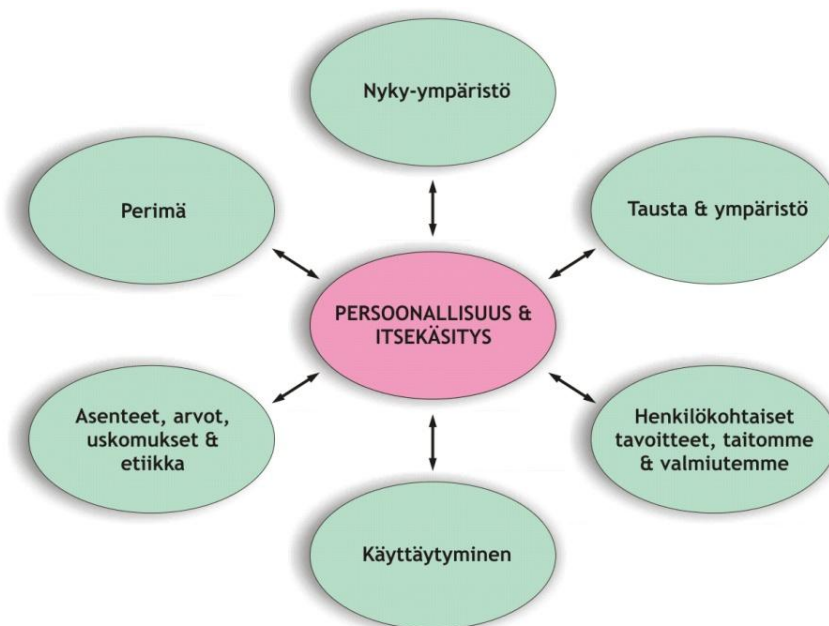 Nyky-ympäristö
Perimä
Tausta & ympäristö
PERSOONALLISUUS &
ITSEKÄSITYS
Asenteet, arvot,
uskomukset &
etiikka
Henkilökohtaiset
tavoitteet, taitomme
& valmiutemme
Käyttäytyminen